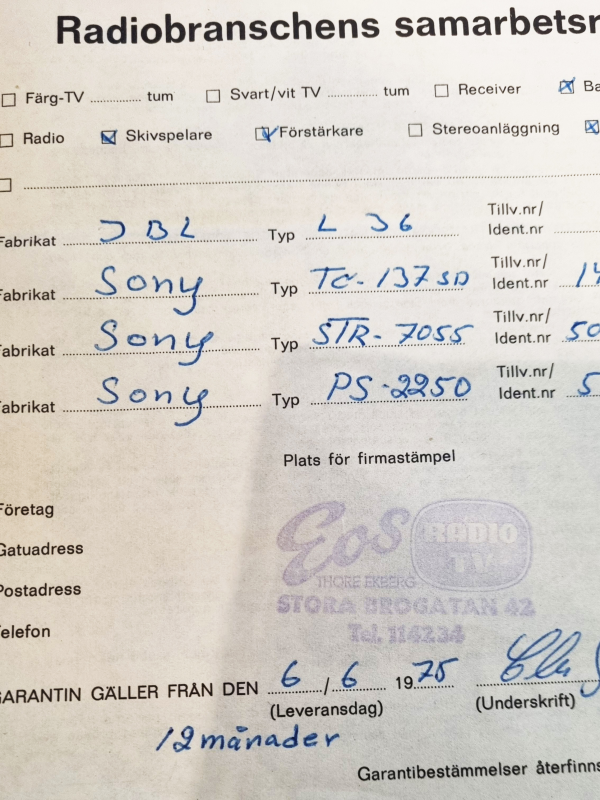 Radiobranschens samarbetsr
Färg-TV ............ tum Svart/vit TV ............ tum Receiver Ba
Radio Skivspelare Förstärkare Stereoanläggning
Fabrikat JBL Typ L 36 Tillv.nr/ Ident.nr
Fabrikat Sony Typ TC-137SD Tillv.nr/ Ident.nr 14
Fabrikat Sony Typ STR-7055 Tillv.nr/ Ident.nr 50
Fabrikat Sony Typ PS-2250 Tillv.nr/ Ident.nr 5
Plats för firmastämpel
Företag
Gatuadress
Postadress
Telefon
Eos RADIO TV
THORE EKBERG
STORA BROGATAN 42
Tel. 114234
GARANTIN GÄLLER FRÅN DEN 6/6 1975
(Leveransdag) (Underskrift)
12 månader
Garantibestämmelser återfinns